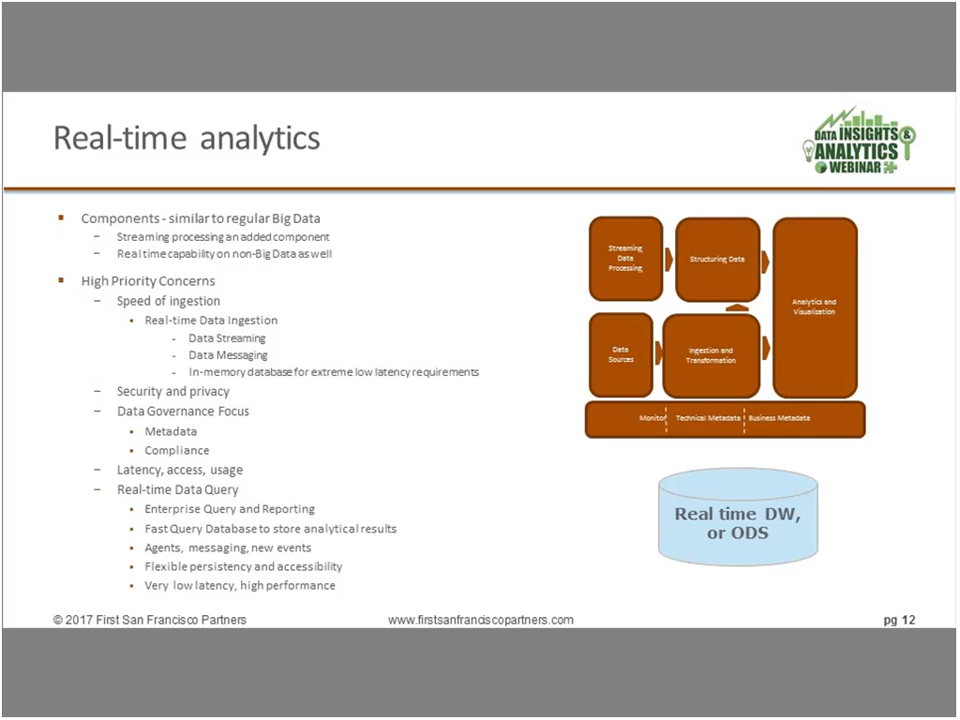 Real-time analytics
DATA INSIGHTS &
ANALYTICS
WEBINAR
▪ Components - similar to regular Big Data
– Streaming processing an added component
– Real time capability on non-Big Data as well
▪ High Priority Concerns
– Speed of ingestion
▪ Real-time Data Ingestion
- Data Streaming
- Data Messaging
- In-memory database for extreme low latency requirements
– Security and privacy
– Data Governance Focus
▪ Metadata
▪ Compliance
– Latency, access, usage
– Real-time Data Query
▪ Enterprise Query and Reporting
▪ Fast Query Database to store analytical results
▪ Agents, messaging, new events
▪ Flexible persistency and accessibility
▪ Very low latency, high performance
Streaming
Data
Processing
Structuring Data
Analytics and
Visualization
Data
Sources
Ingestion and
Transformation
Monitor Technical Metadata Business Metadata
Real time DW,
or ODS
© 2017 First San Francisco Partners www.firstsanfranciscopartners.com pg 12